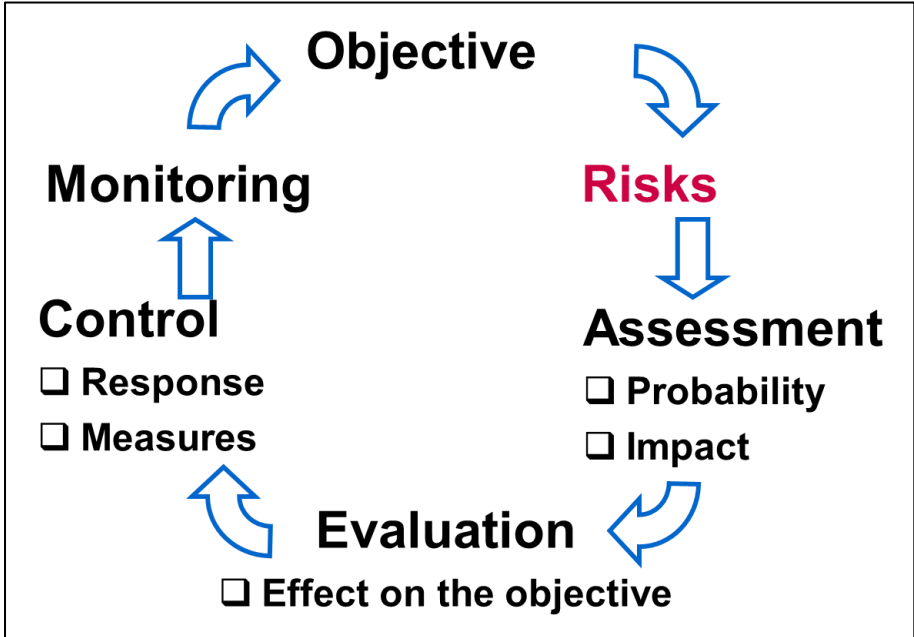 Objective
Risks
Assessment
❑ Probability
❑ Impact
Evaluation
❑ Effect on the objective
Control
❑ Response
❑ Measures
Monitoring